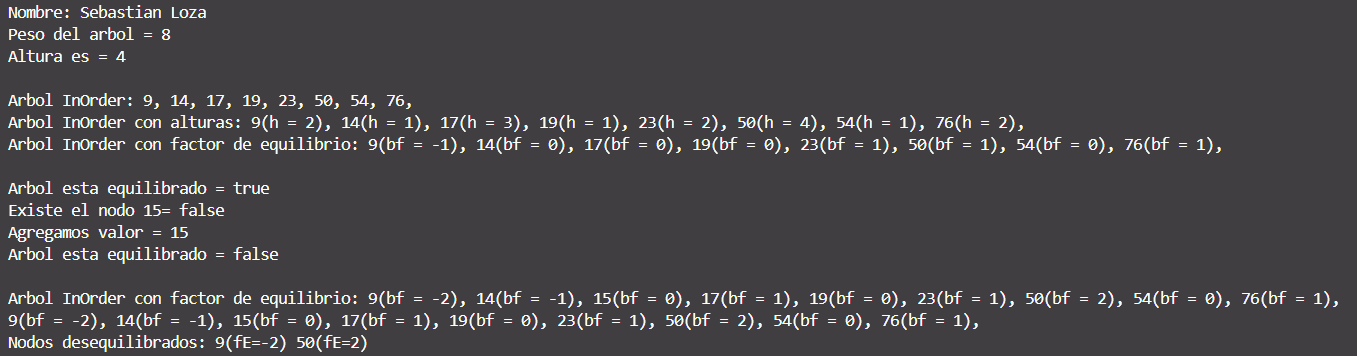 Nombre: Sebastian Loza
Peso del arbol = 8
Altura es = 4
Arbol InOrder: 9, 14, 17, 19, 23, 50, 54, 76,
Arbol InOrder con alturas: 9(h = 2), 14(h = 1), 17(h = 3), 19(h = 1), 23(h = 2), 50(h = 4), 54(h = 1), 76(h = 2),
Arbol InOrder con factor de equilibrio: 9(bf = -1), 14(bf = 0), 17(bf = 0), 19(bf = 0), 23(bf = 1), 50(bf = 1), 54(bf = 0), 76(bf = 1),
Arbol esta equilibrado = true
Existe el nodo 15= false
Agregamos valor = 15
Arbol esta equilibrado = false
Arbol InOrder con factor de equilibrio: 9(bf = -2), 14(bf = -1), 15(bf = 0), 17(bf = 1), 19(bf = 0), 23(bf = 1), 50(bf = 2), 54(bf = 0), 76(bf = 1),
9(bf = -2), 14(bf = -1), 15(bf = 0), 17(bf = 1), 19(bf = 0), 23(bf = 1), 50(bf = 2), 54(bf = 0), 76(bf = 1),
Nodos desequilibrados: 9(fE=-2) 50(fE=2)